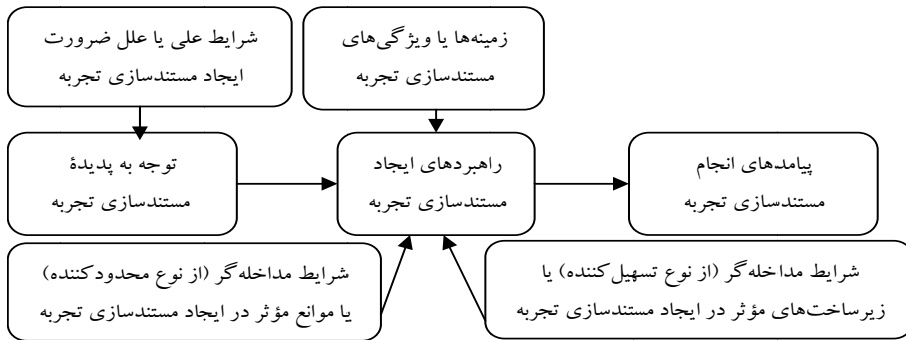 شرایط علی یا علل ضرورت
ایجاد مستندسازی تجربه
زمینه‌ها یا ویژگی‌های
مستندسازی تجربه
توجه به پدیدۀ
مستندسازی تجربه
راهبردهای ایجاد
مستندسازی تجربه
پیامدهای انجام
مستندسازی تجربه
شرایط مداخله‌گر (از نوع محدودکننده)
یا موانع مؤثر در ایجاد مستندسازی تجربه
شرایط مداخله‌گر (از نوع تسهیل‌کننده) یا
زیرساخت‌های مؤثر در ایجاد مستندسازی تجربه